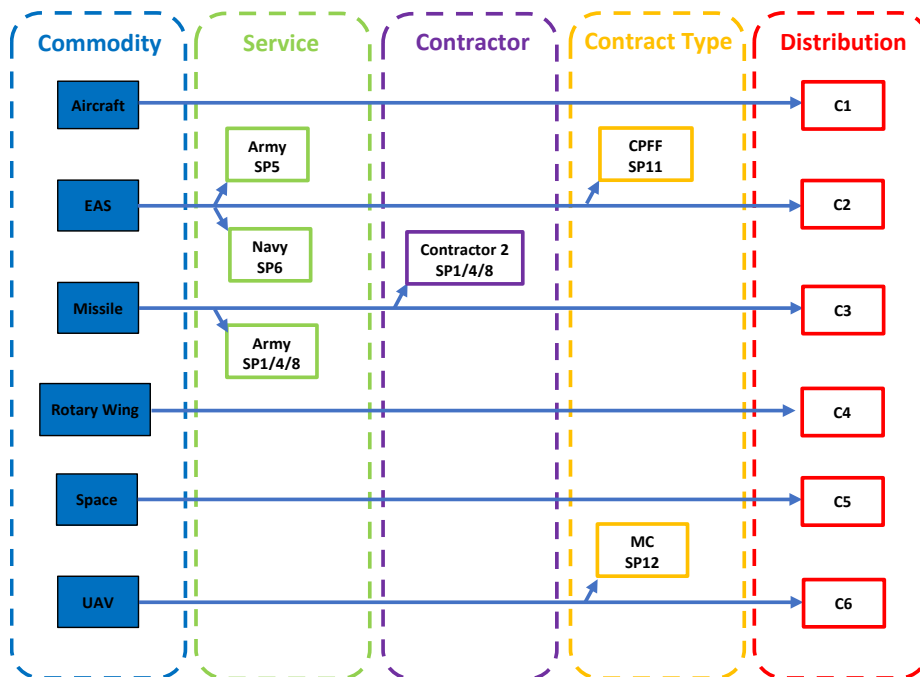 Commodity
Service
Contractor
Contract Type
Distribution
Aircraft
C1
Army
SP5
CPFF
SP11
EAS
C2
Navy
SP6
Contractor 2
SP1/4/8
Missile
C3
Army
SP1/4/8
Rotary Wing
C4
Space
C5
MC
SP12
UAV
C6